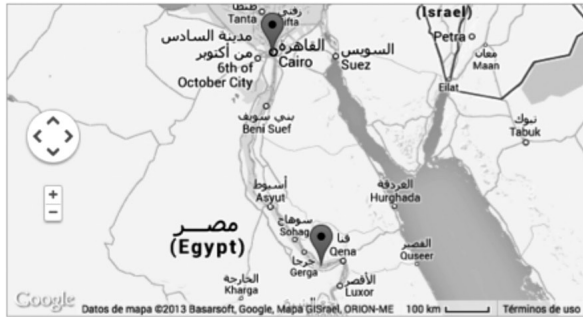 (Israel)
طنطا
Tanta
زفتى
Zifta
Petra
مدينة السادس
من أكتوبر
6th of
October City
القاهرة
Cairo
السويس
Suez
معان
Maan
Eilat
بني سويف
Beni Suef
تبوك
Tabuk
أسيوط
Asyut
الغردقة
Hurghada
سوهاج
Sohag
مصر
(Egypt)
قنا
Qena
القصير
Quseer
جرجا
Gerga
الخارجة
Kharga
الأقصر
Luxor
Google
Datos de mapa ©2013 Basarsoft, Google, Mapa GISrael, ORION-ME
100 km
Términos de uso